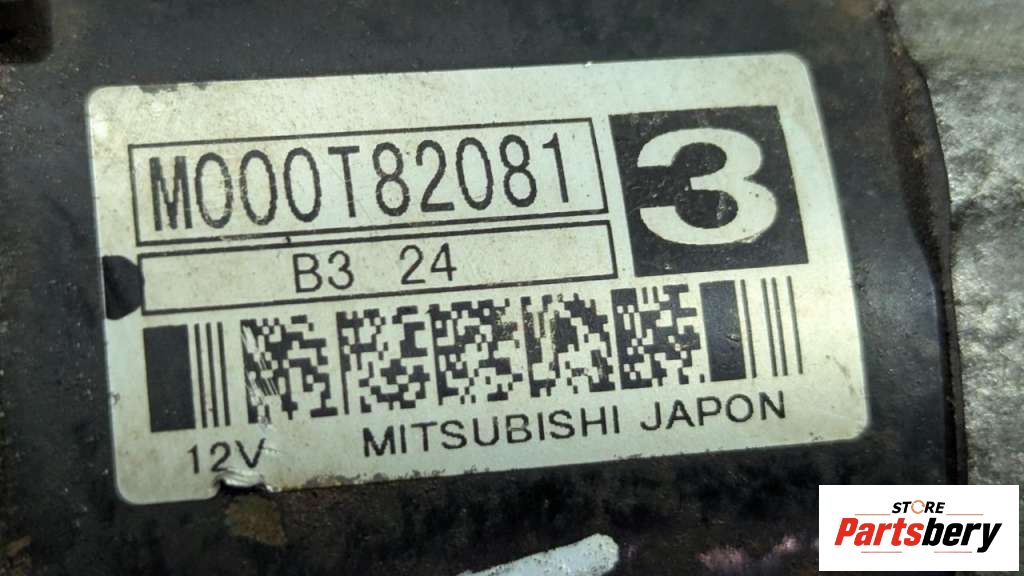 M000T82081
3
B3 24
12V
MITSUBISHI JAPON
STORE
Partsbery